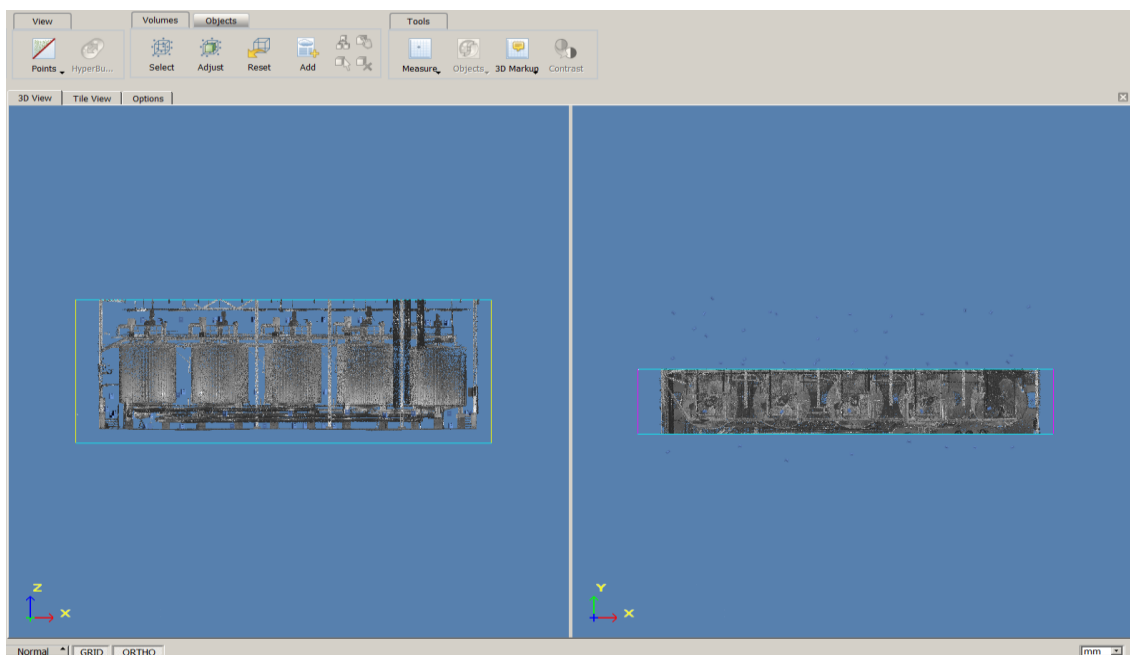 View Volumes Objects Tools
Points HyperBu... Select Adjust Reset Add Measure Objects 3D Markup Contrast
3D View Tile View Options
Z
X
Y
X
Normal GRID ORTHO mm